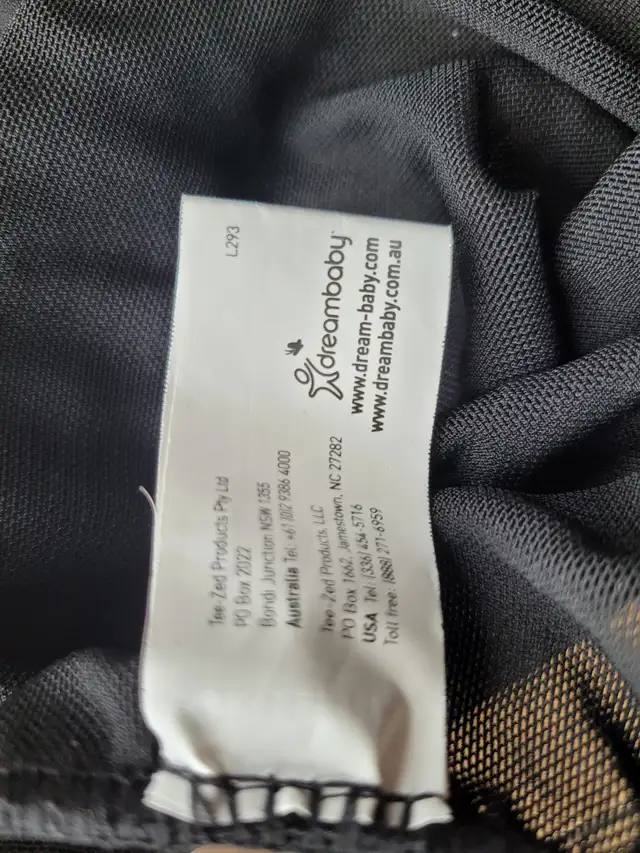 Tee-Zed Products Pty Ltd
PO Box 2022
Bondi Junction NSW 1355
Australia Tel: +61 (0)2 9386 4000
Tee-Zed Products, LLC
PO Box 1662, Jamestown, NC 27282
USA Tel: (336) 454-5716
Toll free: (888) 271-6959
L293
dreambaby
www.dream-baby.com
www.dreambaby.com.au